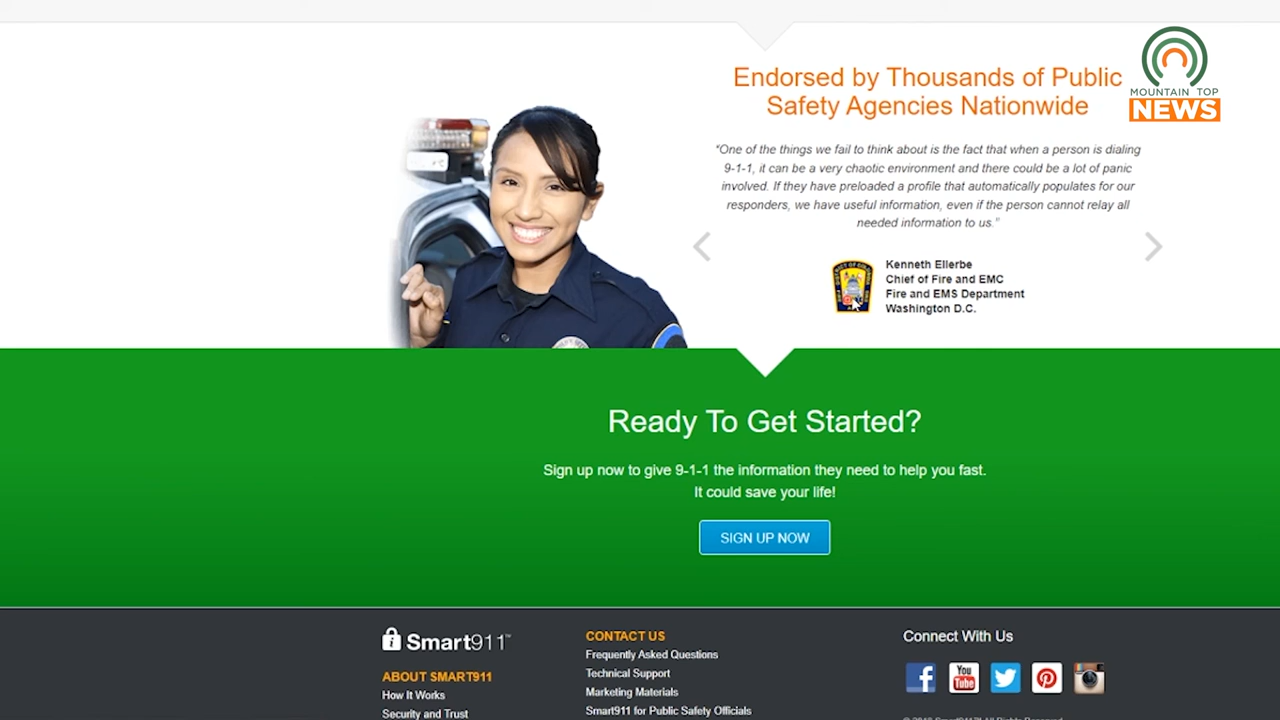 MOUNTAIN TOP
NEWS
Endorsed by Thousands of Public
Safety Agencies Nationwide
"One of the things we fail to think about is the fact that when a person is dialing
9-1-1, it can be a very chaotic environment and there could be a lot of panic
involved. If they have preloaded a profile that automatically populates for our
responders, we have useful information, even if the person cannot relay all
needed information to us."
Kenneth Ellerbe
Chief of Fire and EMC
Fire and EMS Department
Washington D.C.
Ready To Get Started?
Sign up now to give 9-1-1 the information they need to help you fast.
It could save your life!
SIGN UP NOW
Smart911™
ABOUT SMART911
How It Works
Security and Trust
CONTACT US
Frequently Asked Questions
Technical Support
Marketing Materials
Smart911 for Public Safety Officials
Connect With Us
You
Tube